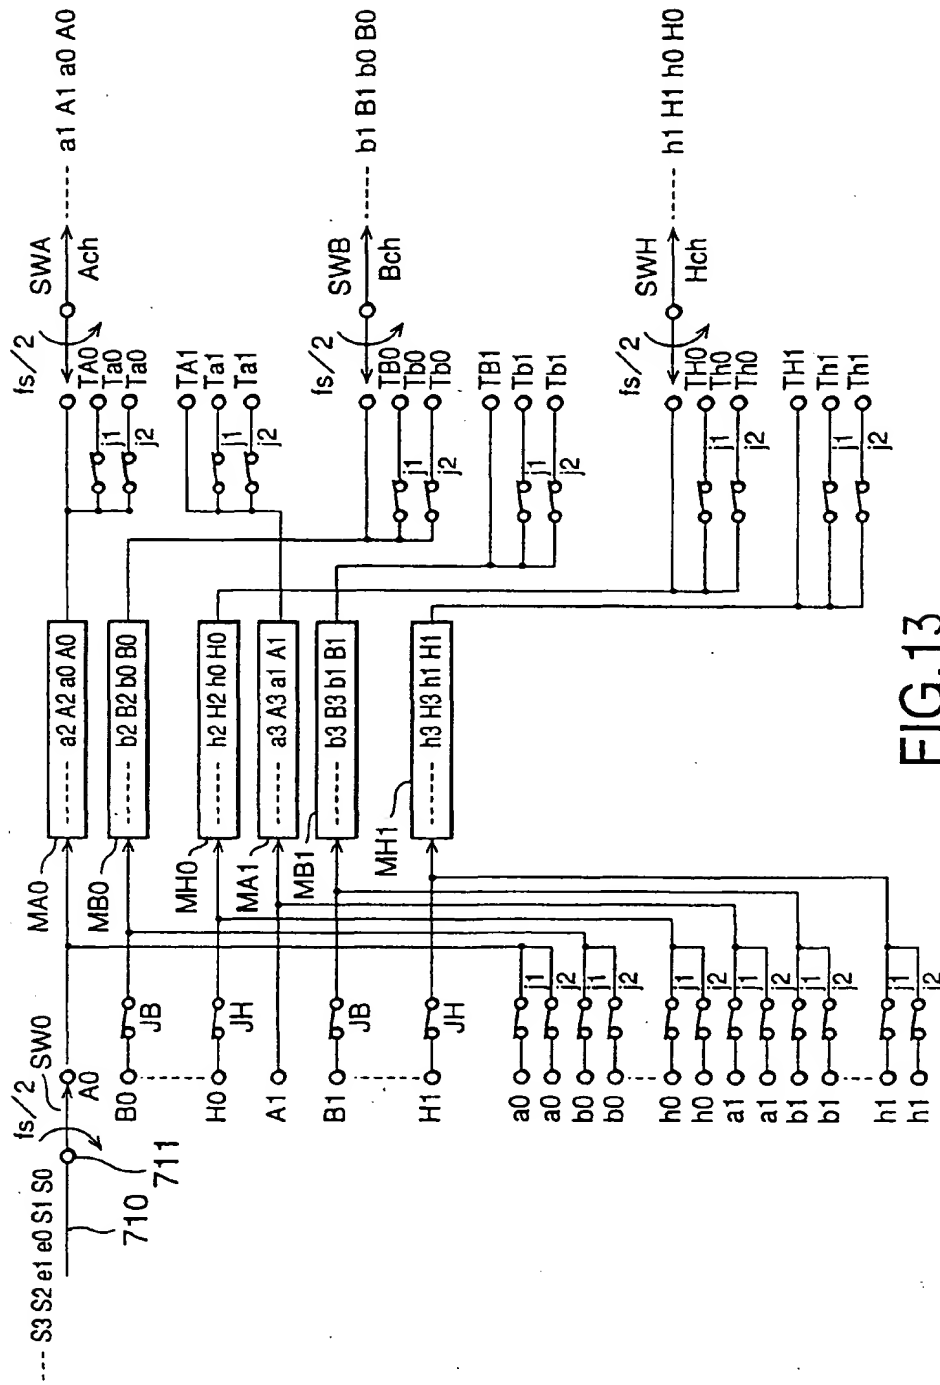 ---- S3 S2 e1 e0 S1 S0
710
711
fs/2
SW0
A0
B0
JB
H0
JH
A1
B1
JB
H1
JH
a0
j1
a0
j2
b0
j1
b0
j2
h0
j1
h0
j2
a1
j1
a1
j2
b1
j1
b1
j2
h1
j1
h1
j2
MA0
------ a2 A2 a0 A0
MB0
------ b2 B2 b0 B0
MH0
------ h2 H2 h0 H0
MA1
------ a3 A3 a1 A1
MB1
------ b3 B3 b1 B1
MH1
------ h3 H3 h1 H1
fs/2
SWA
Ach
---- a1 A1 a0 A0
TA0
j1
Ta0
j2
Ta0
TA1
j1
Ta1
j2
Ta1
fs/2
SWB
Bch
---- b1 B1 b0 B0
TB0
j1
Tb0
j2
Tb0
TB1
j1
Tb1
j2
Tb1
fs/2
SWH
Hch
---- h1 H1 h0 H0
TH0
j1
Th0
j2
Th0
TH1
j1
Th1
j2
Th1
FIG.13